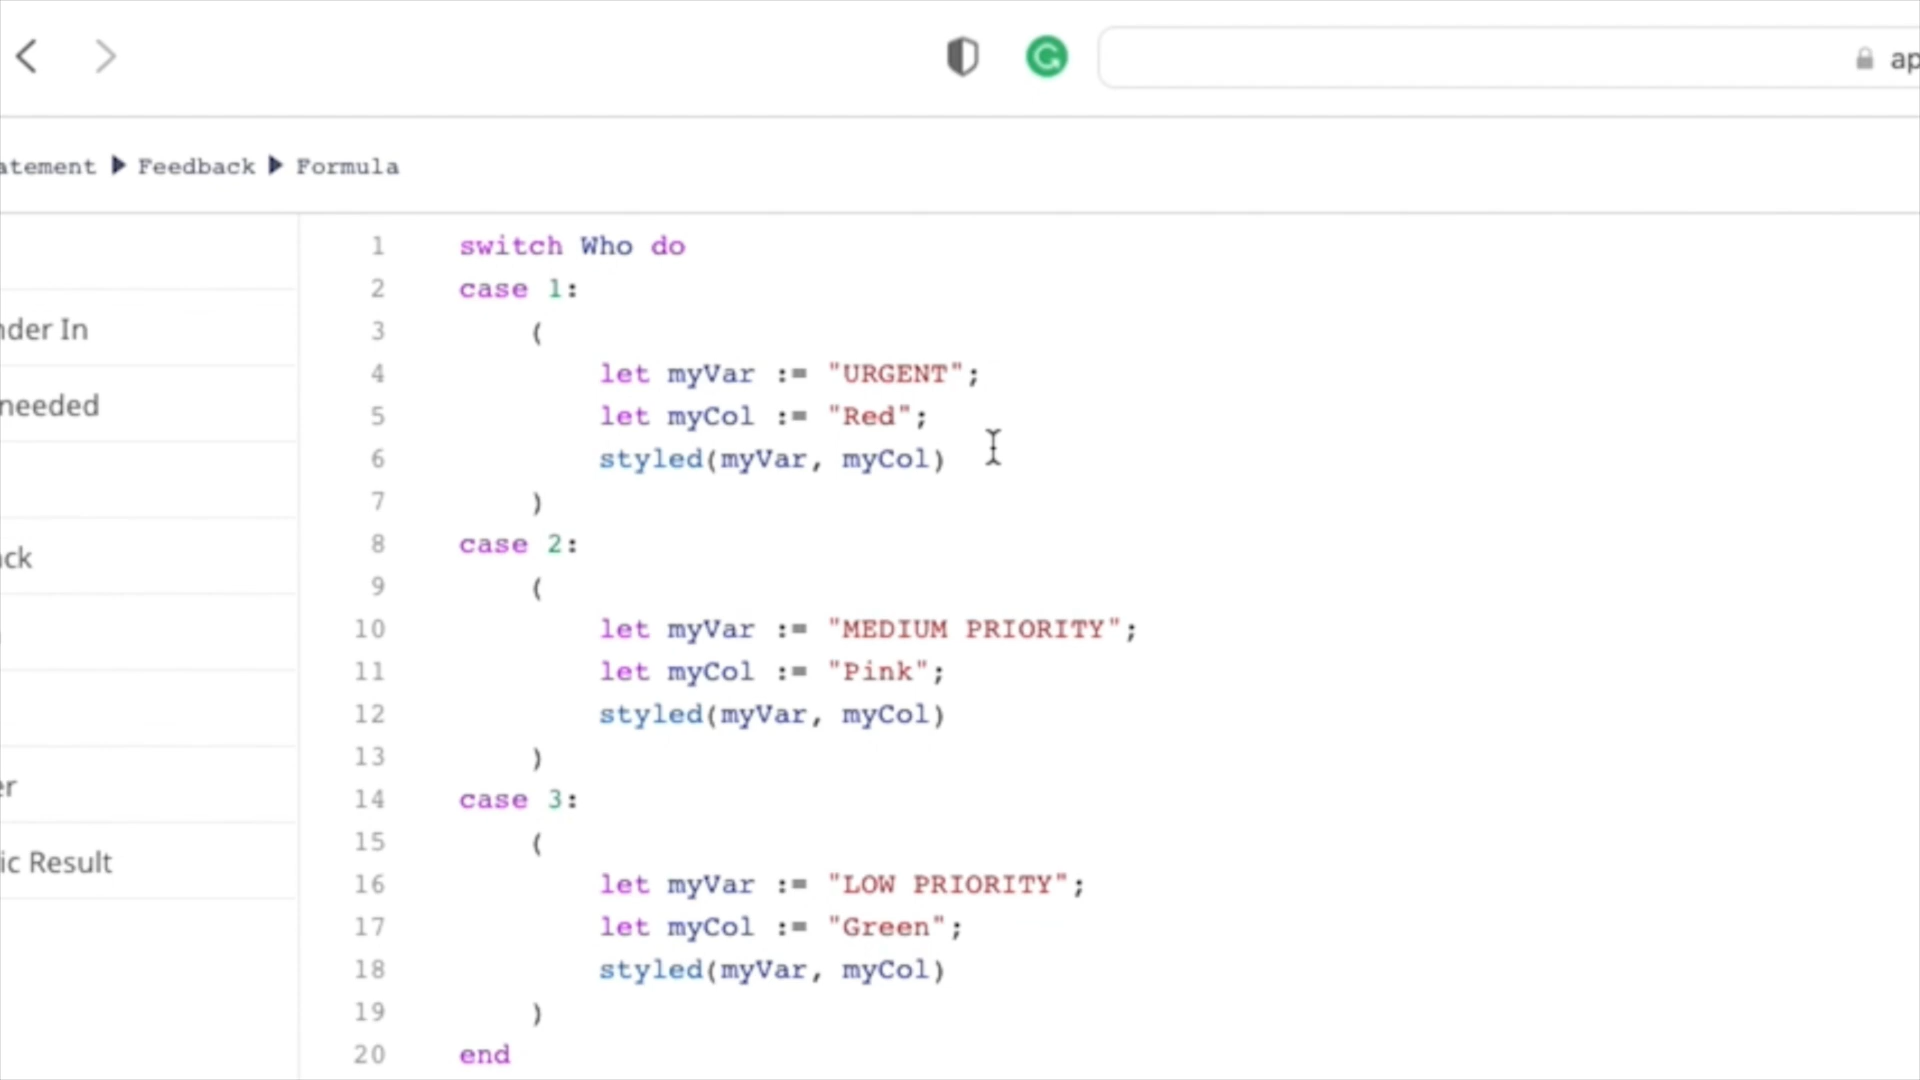 atement ▶ Feedback ▶ Formula
nder In
needed
ck
er
ic Result
1 switch Who do
2 case 1:
3 (
4 let myVar := "URGENT";
5 let myCol := "Red";
6 styled(myVar, myCol)
7 )
8 case 2:
9 (
10 let myVar := "MEDIUM PRIORITY";
11 let myCol := "Pink";
12 styled(myVar, myCol)
13 )
14 case 3:
15 (
16 let myVar := "LOW PRIORITY";
17 let myCol := "Green";
18 styled(myVar, myCol)
19 )
20 end
ap